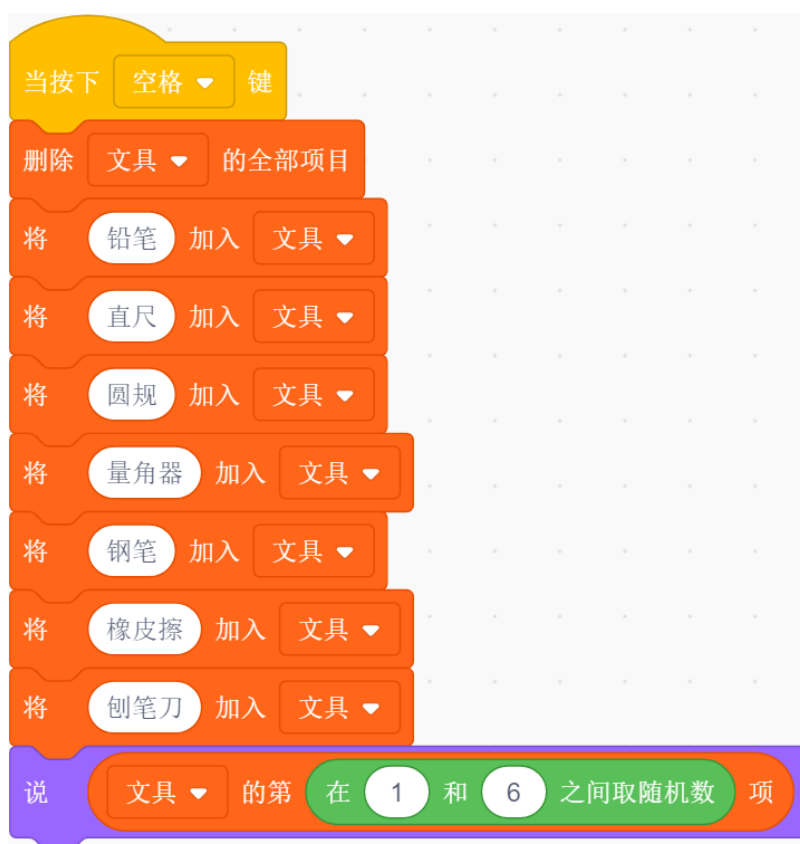 当按下 空格 键
删除 文具 的全部项目
将 铅笔 加入 文具
将 直尺 加入 文具
将 圆规 加入 文具
将 量角器 加入 文具
将 钢笔 加入 文具
将 橡皮擦 加入 文具
将 刨笔刀 加入 文具
说 文具 的第 在 1 和 6 之间取随机数 项